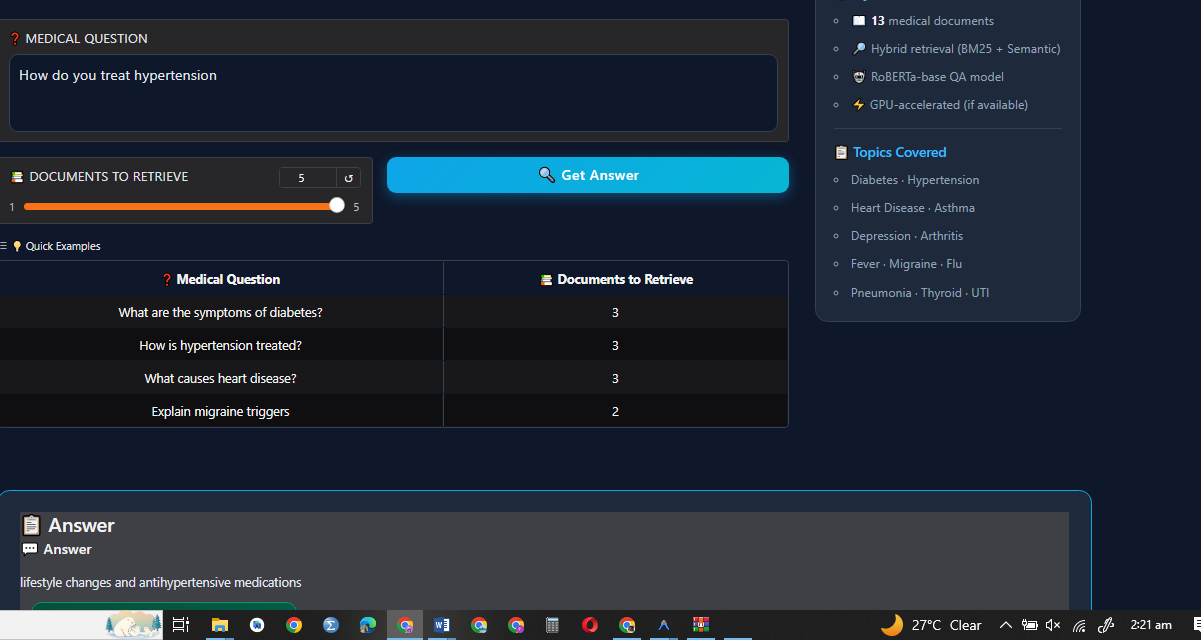 MEDICAL QUESTION
How do you treat hypertension
DOCUMENTS TO RETRIEVE
5
1
5
Get Answer
Quick Examples
Medical Question Documents to Retrieve
What are the symptoms of diabetes? 3
How is hypertension treated? 3
What causes heart disease? 3
Explain migraine triggers 2
13 medical documents
Hybrid retrieval (BM25 + Semantic)
RoBERTa-base QA model
GPU-accelerated (if available)
Topics Covered
Diabetes · Hypertension
Heart Disease · Asthma
Depression · Arthritis
Fever · Migraine · Flu
Pneumonia · Thyroid · UTI
Answer
Answer
lifestyle changes and antihypertensive medications
27°C Clear
2:21 am